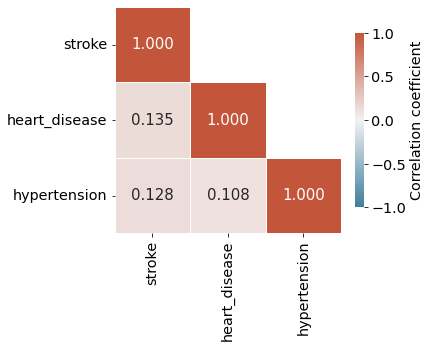 stroke
1.000
heart_disease
0.135 1.000
hypertension
0.128 0.108 1.000
stroke
heart_disease
hypertension
1.0
0.5
0.0
−0.5
−1.0
Correlation coefficient